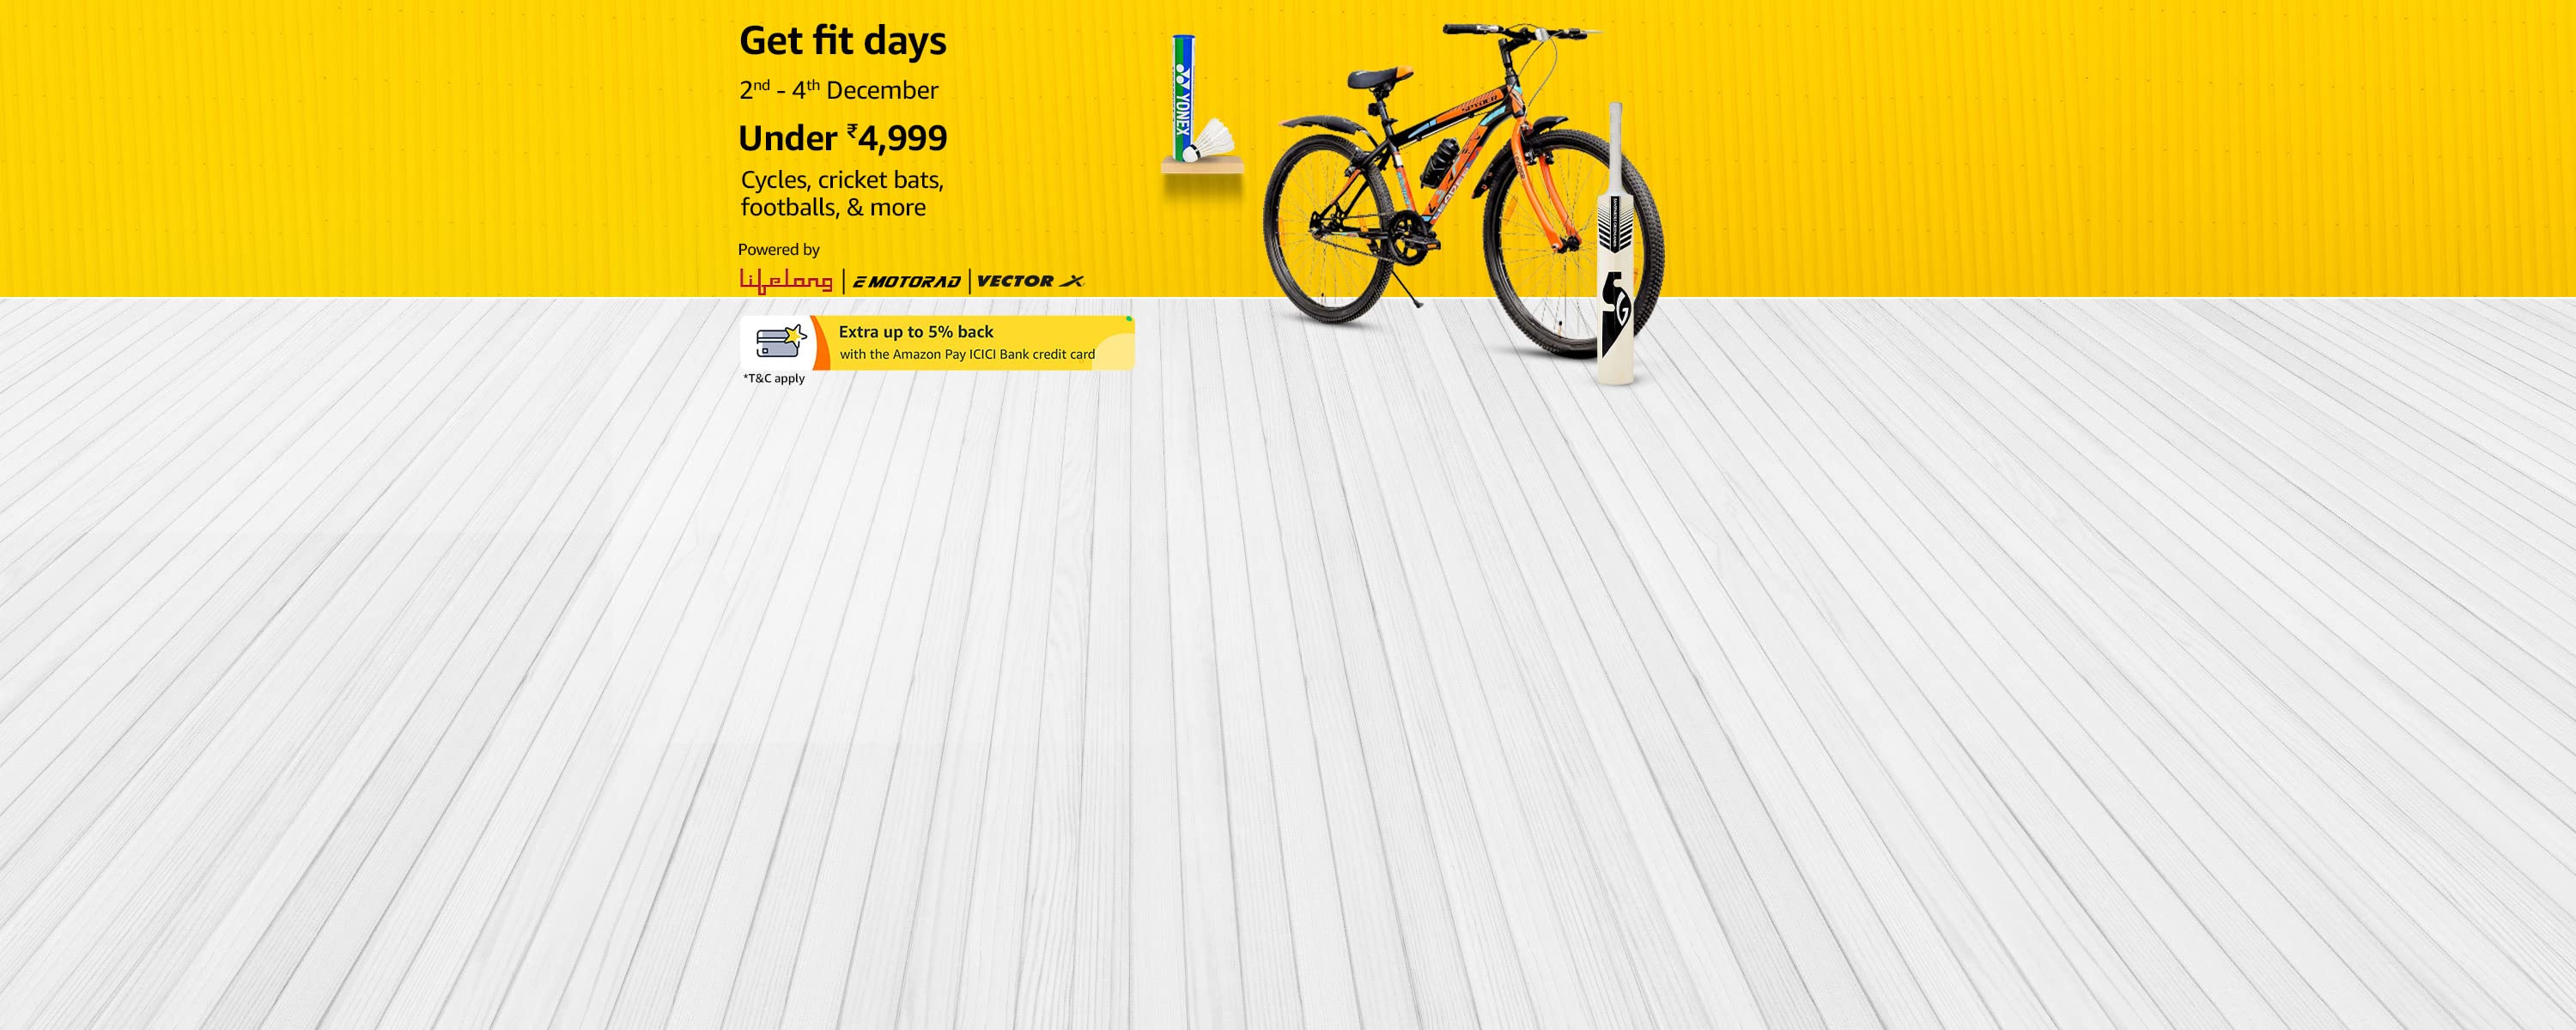 Get fit days
2nd - 4th December
Under ₹4,999
Cycles, cricket bats,
footballs, & more
Powered by
Lifelong | EMOTORAD | VECTOR X
Extra up to 5% back
with the Amazon Pay ICICI Bank credit card
*T&C apply
YONEX
SG